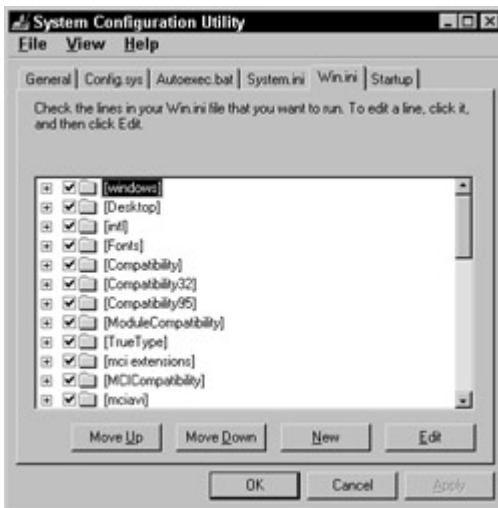 System Configuration Utility
File View Help
General Config.sys Autoexec.bat System.ini Win.ini Startup
Check the lines in your Win.ini file that you want to run. To edit a line, click it,
and then click Edit.
[windows]
[Desktop]
[intl]
[Fonts]
[Compatibility]
[Compatibility32]
[Compatibility95]
[ModuleCompatibility]
[TrueType]
[mci extensions]
[MCICompatibility]
[mciavi]
Move Up Move Down New Edit
OK Cancel Apply